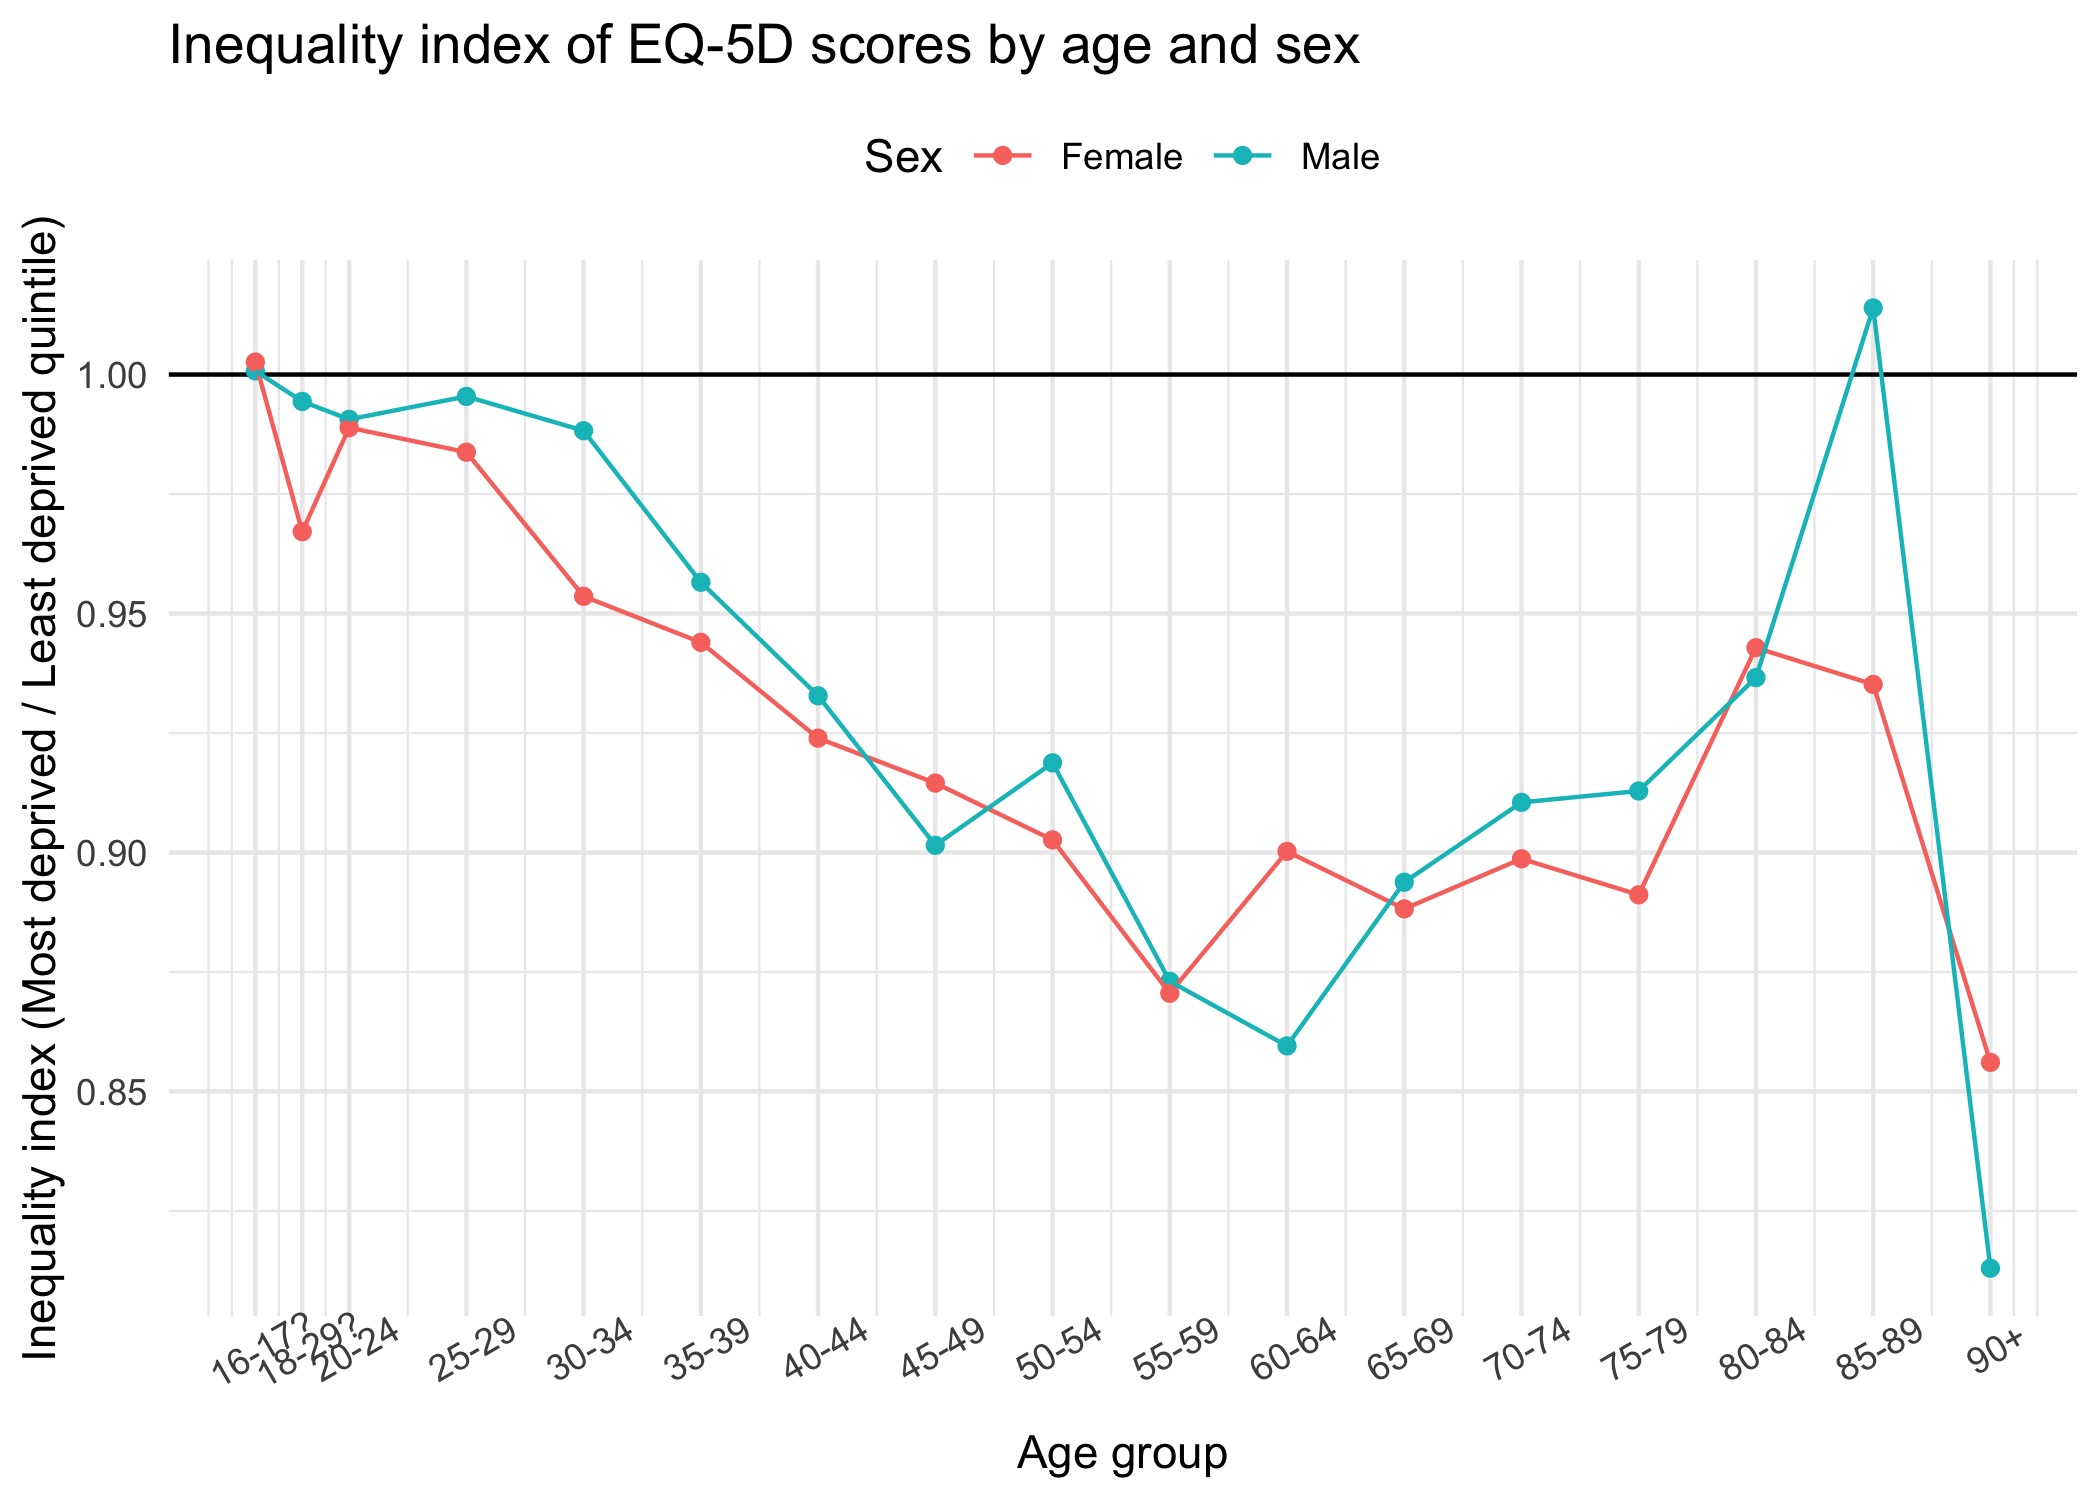 Inequality index of EQ-5D scores by age and sex
Sex Female Male
Inequality index (Most deprived / Least deprived quintile)
1.00
0.95
0.90
0.85
16-17? 18-29? 20-24 25-29 30-34 35-39 40-44 45-49 50-54 55-59 60-64 65-69 70-74 75-79 80-84 85-89 90+
Age group